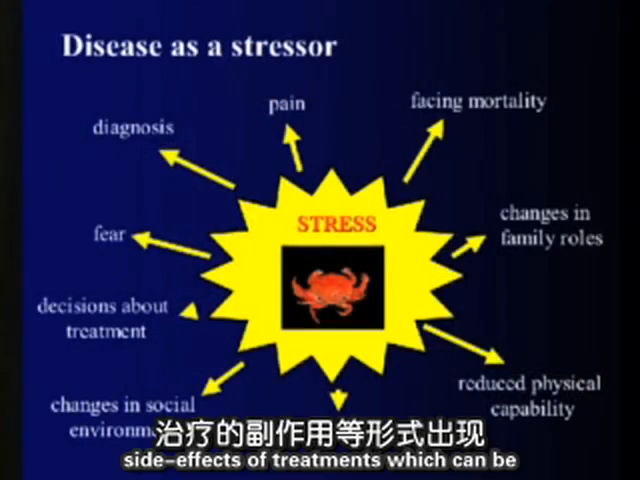 Disease as a stressor
pain
facing mortality
diagnosis
STRESS
changes in
family roles
fear
decisions about
treatment
reduced physical
capability
changes in social
治疗的副作用等形式出现
side-effects of treatments which can be